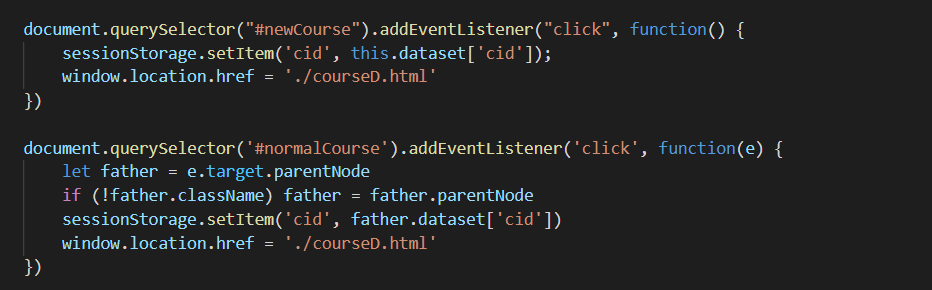 document.querySelector("#newCourse").addEventListener("click", function() {
    sessionStorage.setItem('cid', this.dataset['cid']);
    window.location.href = './courseD.html'
})

document.querySelector('#normalCourse').addEventListener('click', function(e) {
    let father = e.target.parentNode
    if (!father.className) father = father.parentNode
    sessionStorage.setItem('cid', father.dataset['cid'])
    window.location.href = './courseD.html'
})